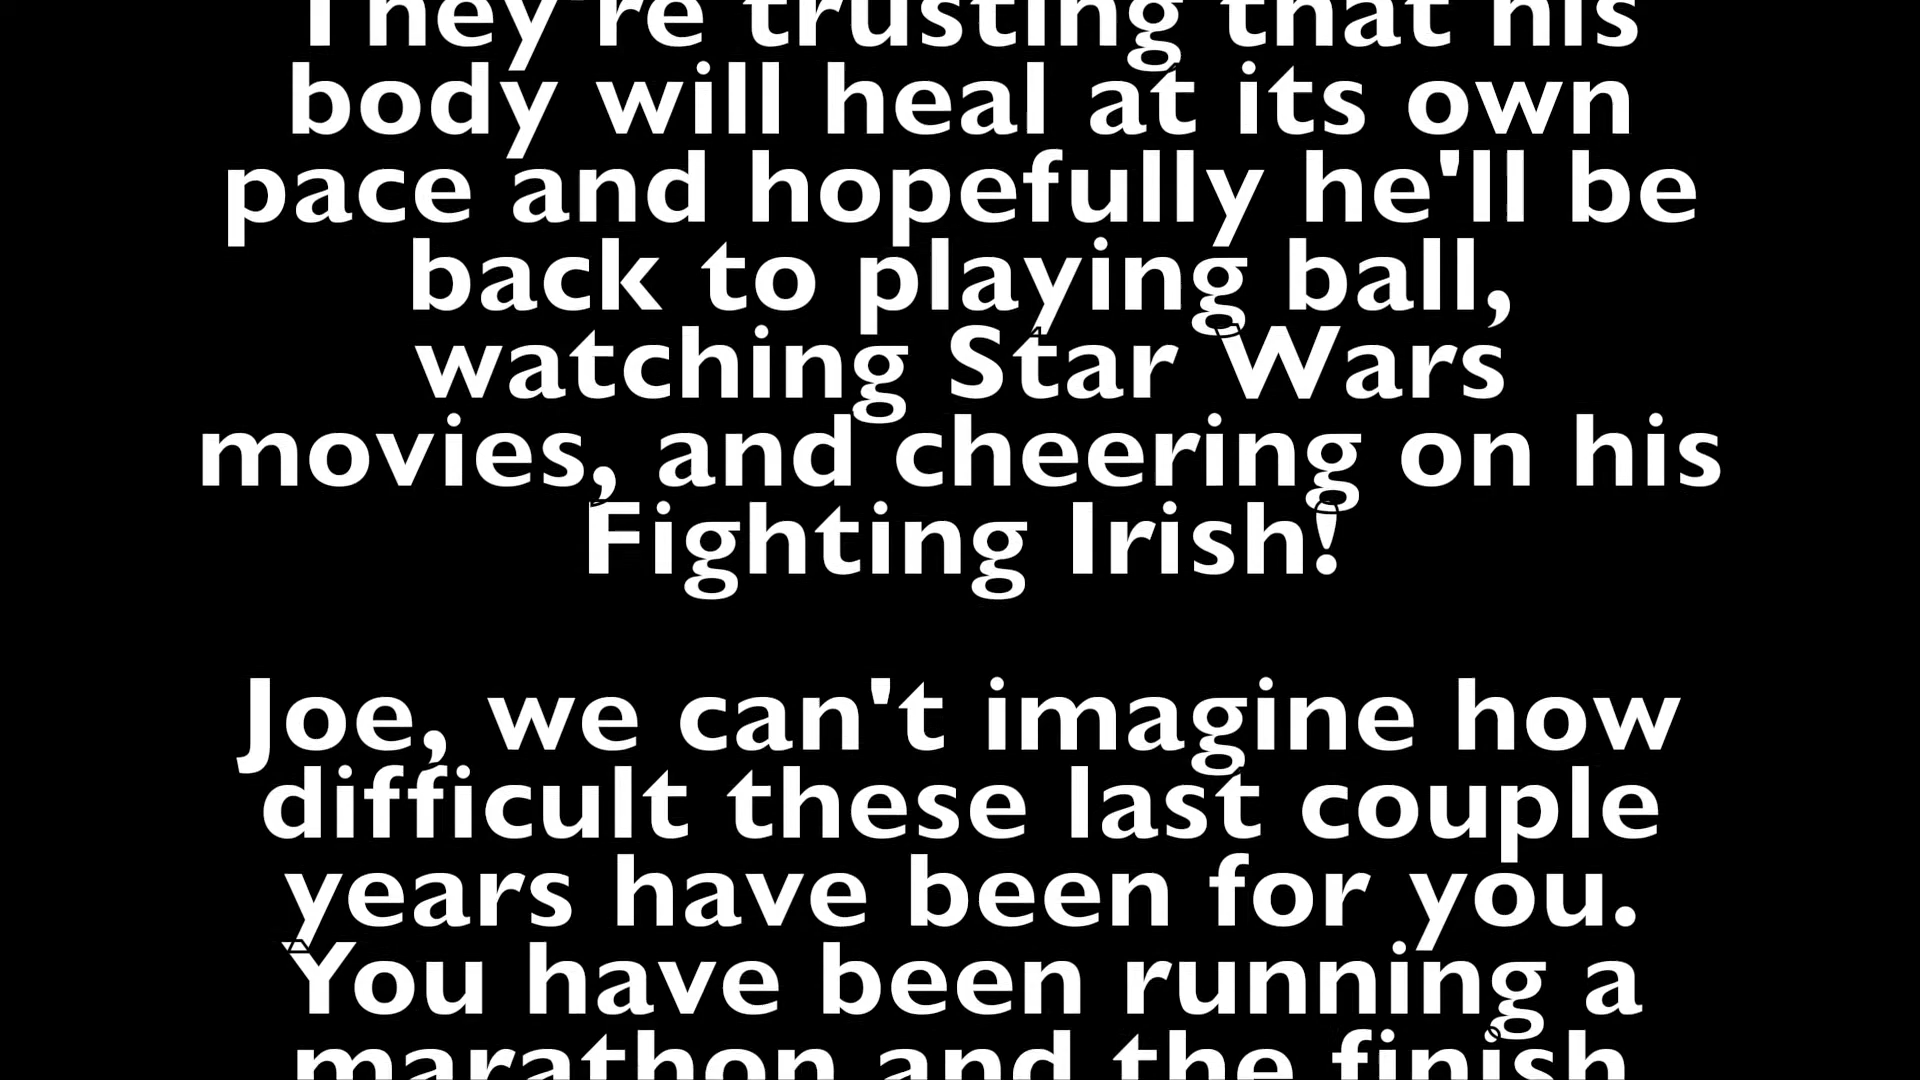 They're trusting that his
body will heal at its own
pace and hopefully he'll be
back to playing ball,
watching Star Wars
movies, and cheering on his
Fighting Irish!
Joe, we can't imagine how
difficult these last couple
years have been for you.
You have been running a
marathon and the finish